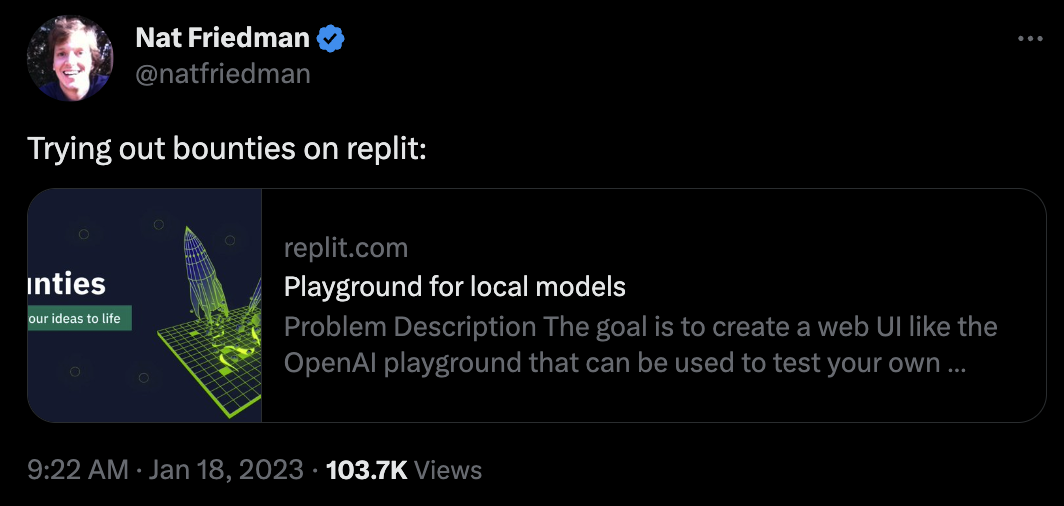 Nat Friedman
@natfriedman
Trying out bounties on replit:
unties
our ideas to life
replit.com
Playground for local models
Problem Description The goal is to create a web UI like the
OpenAI playground that can be used to test your own ...
9:22 AM · Jan 18, 2023 · 103.7K Views